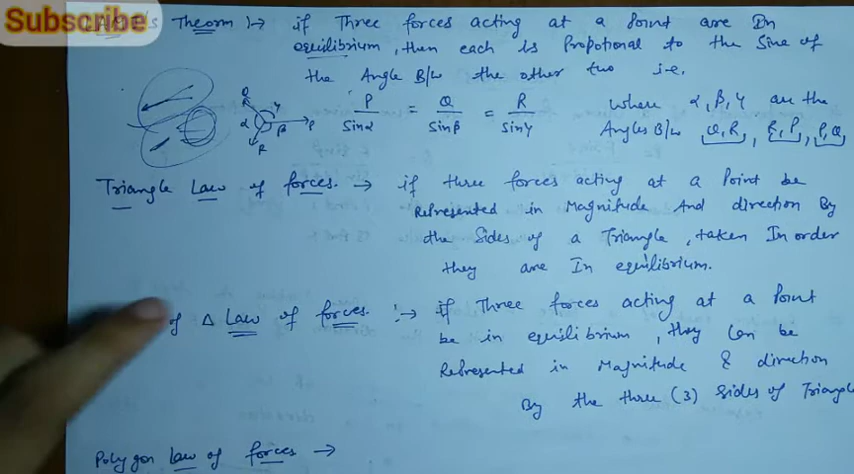 Subscribe
's Theorm :→ if Three forces acting at a Point are In
equilibrium, then each is Propotional to the Sine of
the Angle B/w the other two i.e.
P/Sinα = Q/Sinβ = R/Sinγ
Where α, β, γ are the
Angles B/w Q,R, R,P, P,Q
Q γ α β P R
Triangle Law of forces. → if three forces acting at a Point be
Represented in Magnitude And direction By
the Sides of a Triangle, taken In order
they are In equilibrium.
of Δ Law of forces. :→ if Three forces acting at a Point
be in equilibrium, they Can be
Represented in Magnitude & direction
By the three (3) Sides of Triangle
Polygon Law of forces →